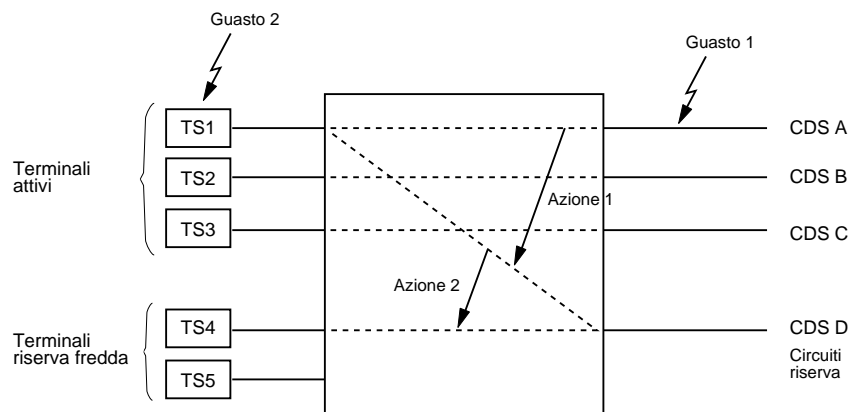 Guasto 2
Guasto 1
TS1
CDS A
Terminali
attivi
TS2
CDS B
Azione 1
TS3
CDS C
Azione 2
Terminali
riserva fredda
TS4
CDS D
Circuiti
riserva
TS5